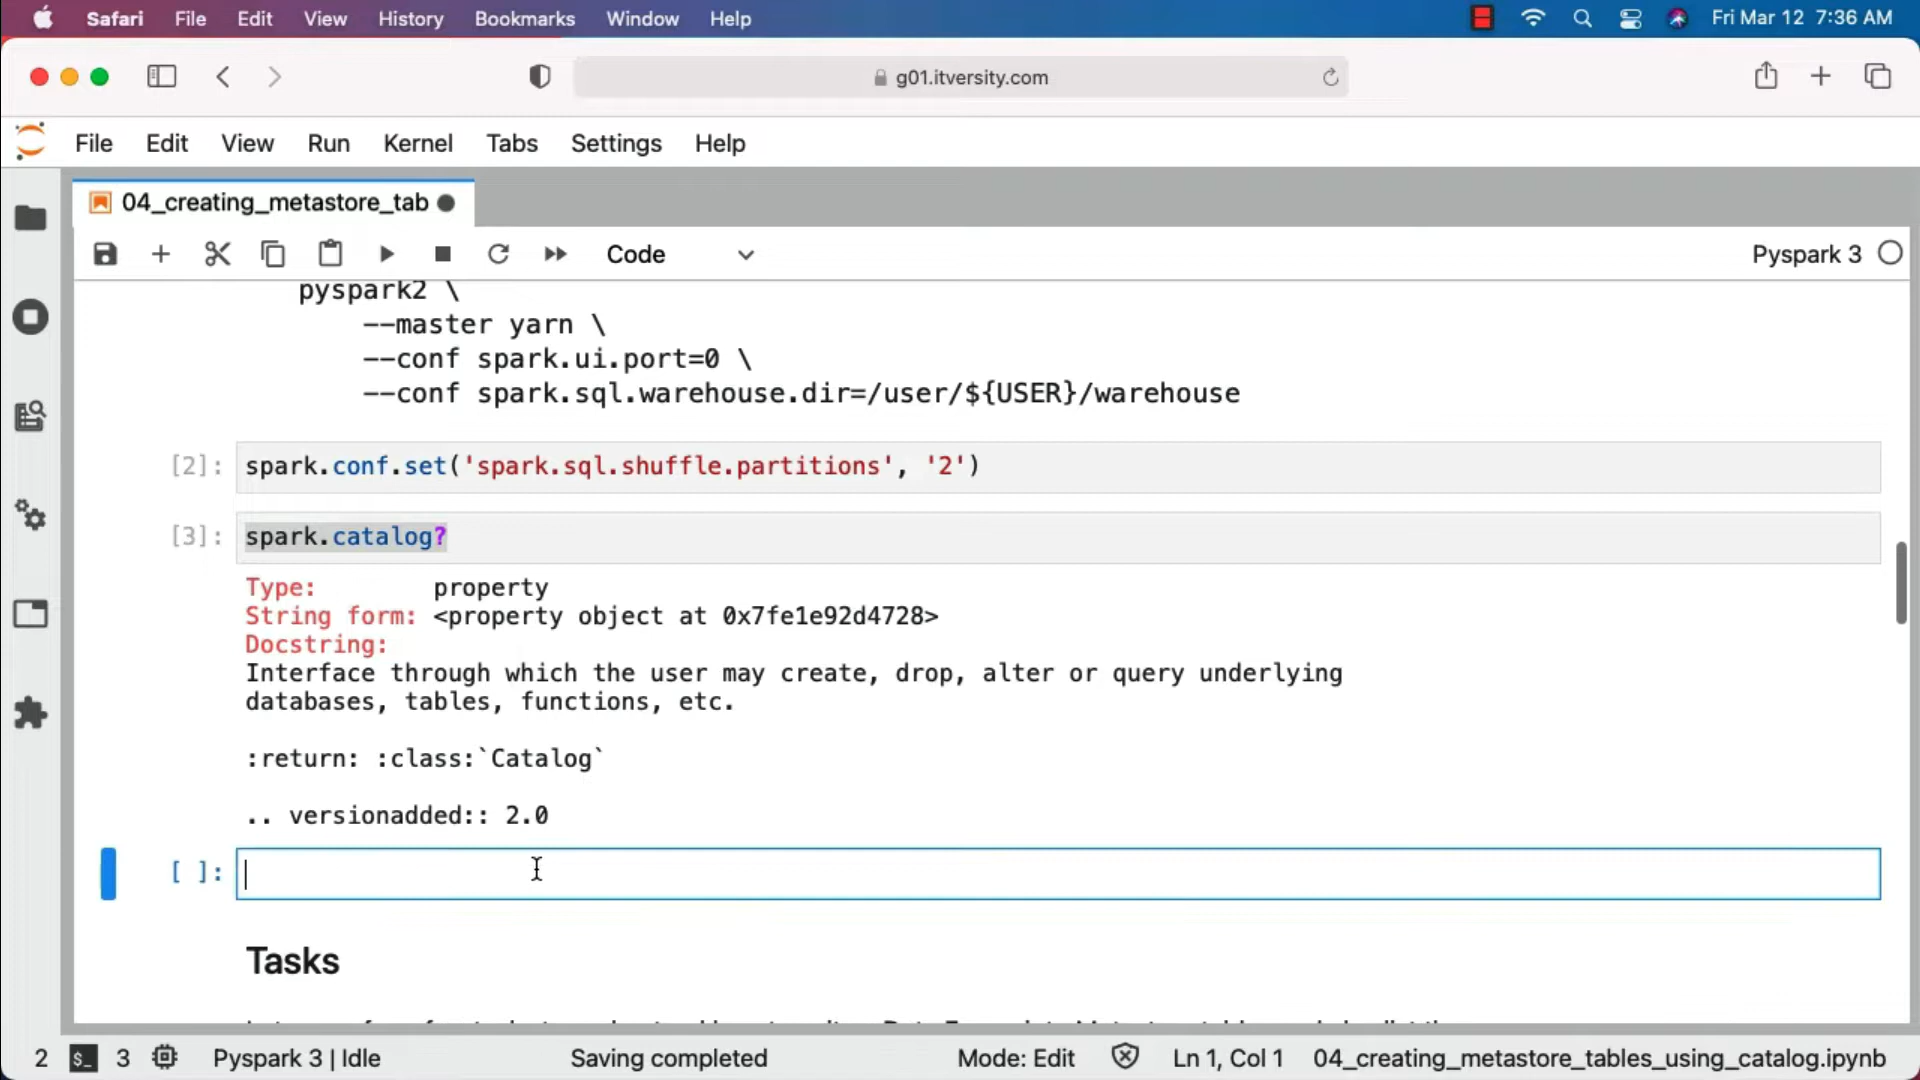 Safari File Edit View History Bookmarks Window Help Fri Mar 12 7:36 AM
g01.itversity.com
File Edit View Run Kernel Tabs Settings Help
04_creating_metastore_tab
Code Pyspark 3
pyspark2 \
--master yarn \
--conf spark.ui.port=0 \
--conf spark.sql.warehouse.dir=/user/${USER}/warehouse
[2]: spark.conf.set('spark.sql.shuffle.partitions', '2')
[3]: spark.catalog?
Type: property
String form: <property object at 0x7fe1e92d4728>
Docstring:
Interface through which the user may create, drop, alter or query underlying
databases, tables, functions, etc.
:return: :class:`Catalog`
.. versionadded:: 2.0
[ ]:
Tasks
2 $_ 3 Pyspark 3 | Idle Saving completed Mode: Edit Ln 1, Col 1 04_creating_metastore_tables_using_catalog.ipynb